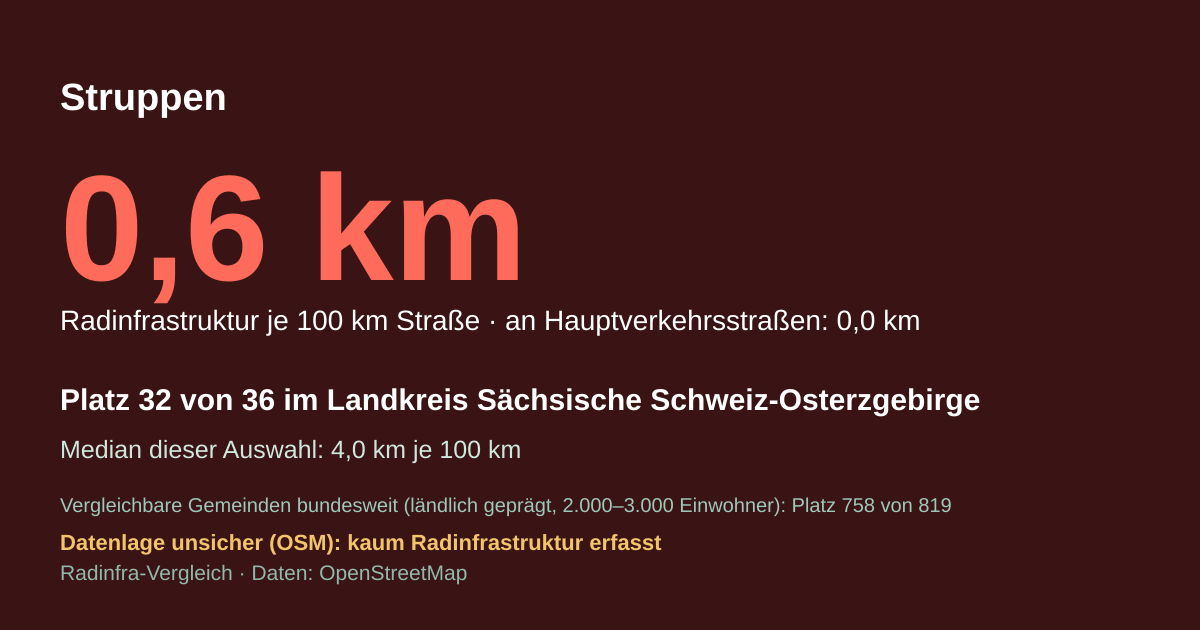 Struppen
0,6 km
Radinfrastruktur je 100 km Straße · an Hauptverkehrsstraßen: 0,0 km
Platz 32 von 36 im Landkreis Sächsische Schweiz-Osterzgebirge
Median dieser Auswahl: 4,0 km je 100 km
Vergleichbare Gemeinden bundesweit (ländlich geprägt, 2.000–3.000 Einwohner): Platz 758 von 819
Datenlage unsicher (OSM): kaum Radinfrastruktur erfasst
Radinfra-Vergleich · Daten: OpenStreetMap